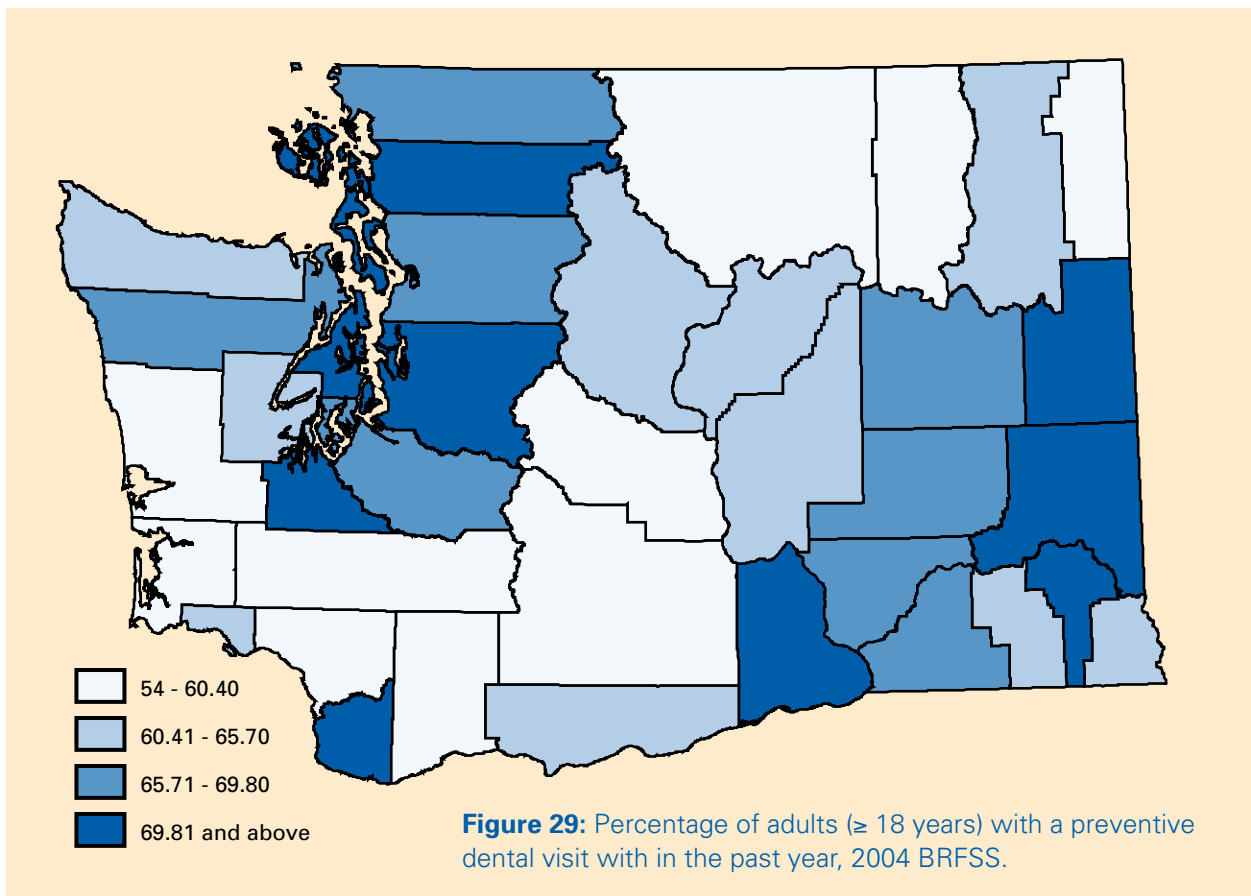 54 - 60.40
60.41 - 65.70
65.71 - 69.80
69.81 and above
Figure 29: Percentage of adults (≥ 18 years) with a preventive
dental visit with in the past year, 2004 BRFSS.